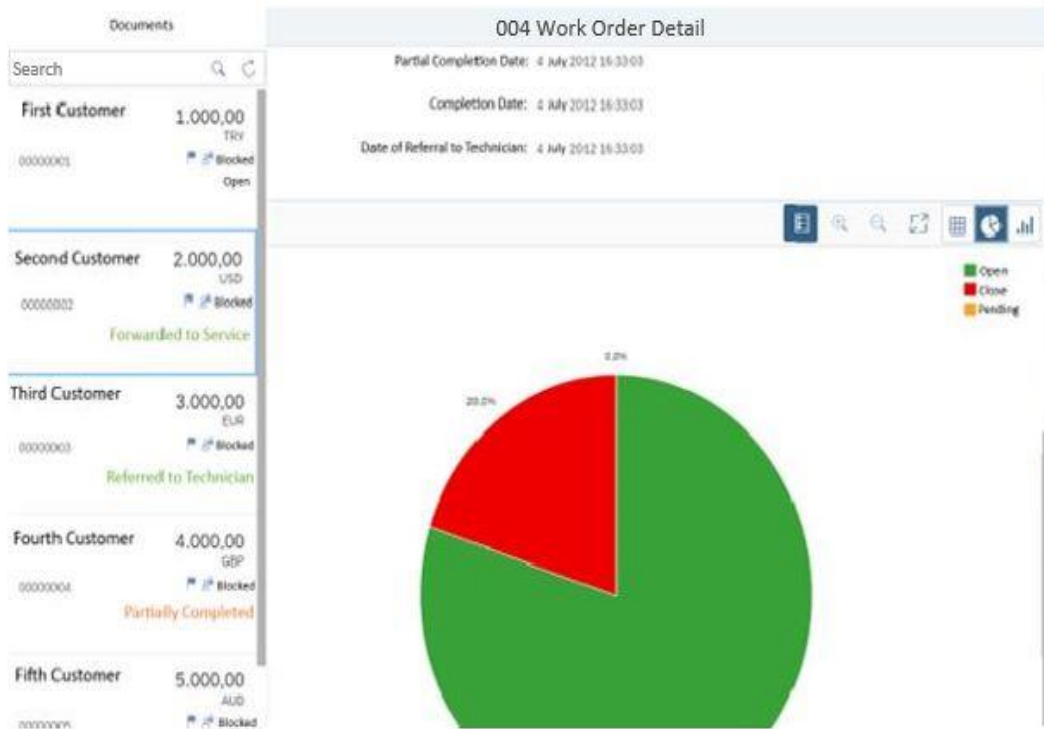 Documents
Search
First Customer
1.000,00
TRY
00000001
Blocked
Open
Second Customer
2.000,00
USD
00000002
Blocked
Forwarded to Service
Third Customer
3.000,00
EUR
00000003
Blocked
Referred to Technician
Fourth Customer
4.000,00
GBP
00000004
Blocked
Partially Completed
Fifth Customer
5.000,00
AUD
00000005
Blocked
004 Work Order Detail
Partial Completion Date: 4 July 2012 16:33:03
Completion Date: 4 July 2012 16:33:03
Date of Referral to Technician: 4 July 2012 16:33:03
Open
Close
Pending
0.0%
20.0%